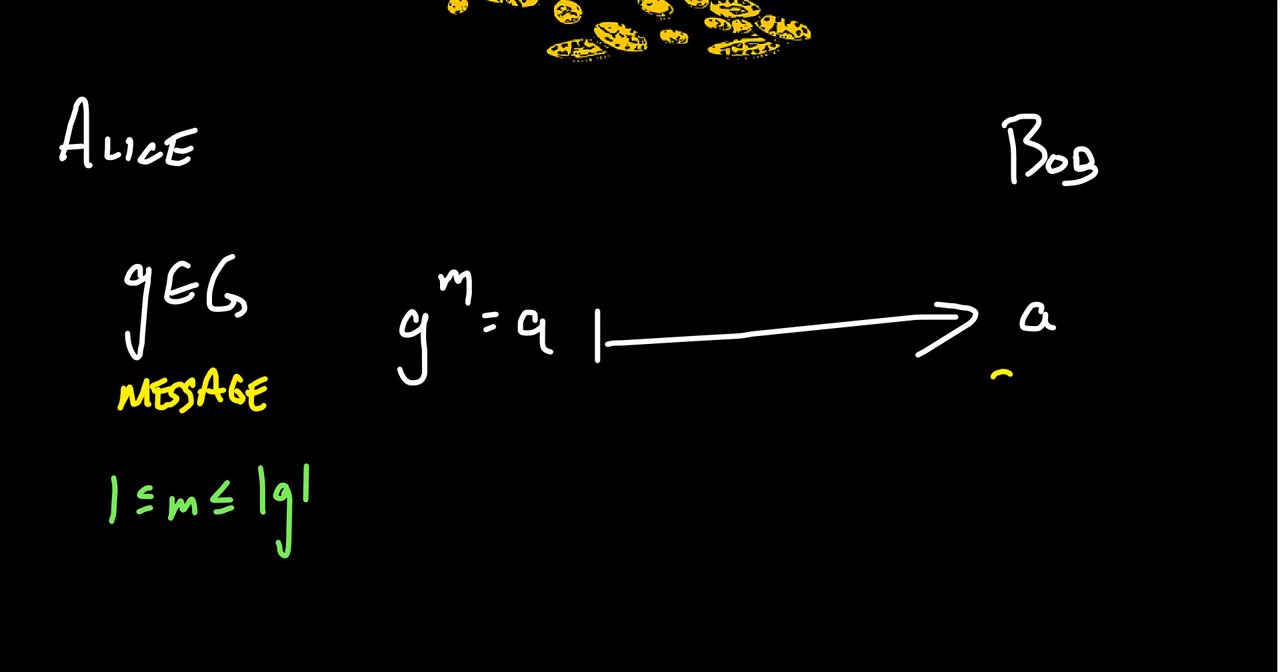 ALICE
BOB
g∈G
g^m = a ↦ a
MESSAGE
1 ≤ m ≤ |g|